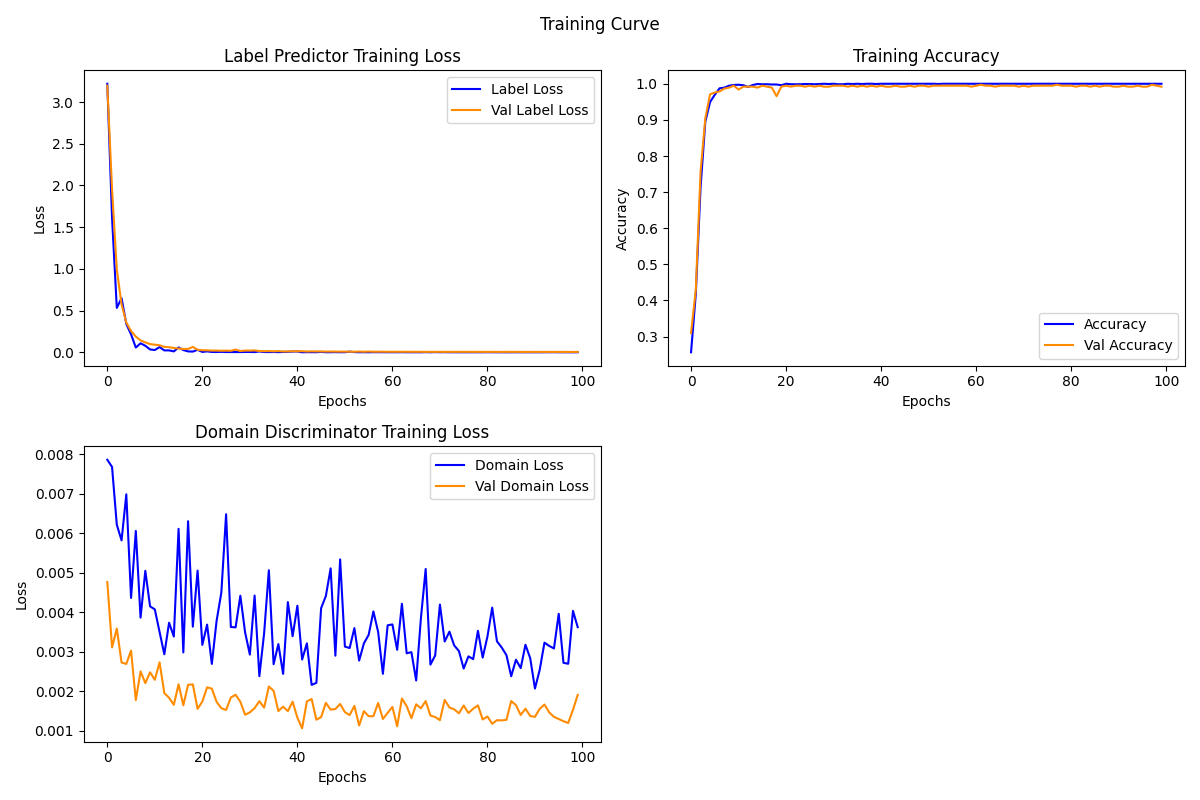 Training Curve
Label Predictor Training Loss
Loss
3.0
2.5
2.0
1.5
1.0
0.5
0.0
Label Loss
Val Label Loss
0 20 40 60 80 100
Epochs
Training Accuracy
Accuracy
1.0
0.9
0.8
0.7
0.6
0.5
0.4
0.3
Accuracy
Val Accuracy
0 20 40 60 80 100
Epochs
Domain Discriminator Training Loss
Loss
0.008
0.007
0.006
0.005
0.004
0.003
0.002
0.001
Domain Loss
Val Domain Loss
0 20 40 60 80 100
Epochs